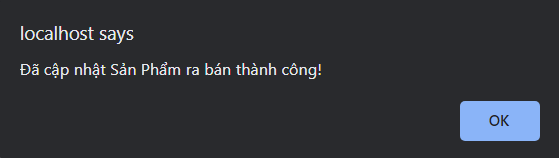 localhost says
Đã cập nhật Sản Phẩm ra bán thành công!
OK